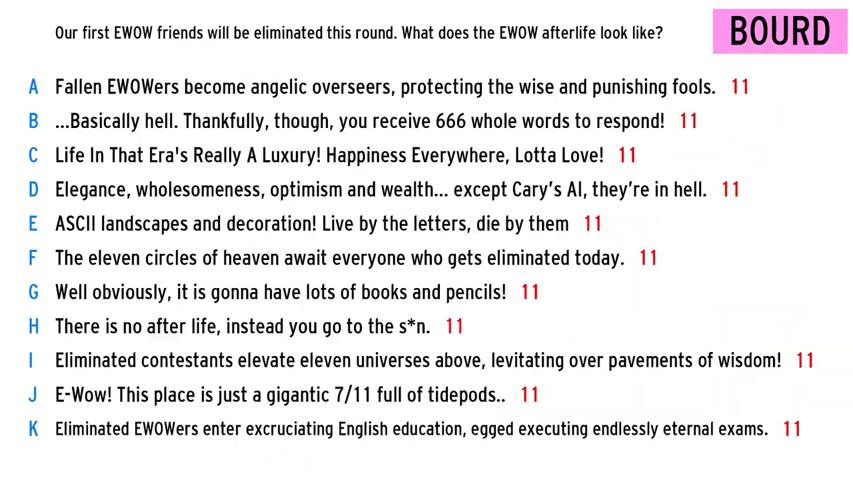 Our first EWOW friends will be eliminated this round. What does the EWOW afterlife look like?
BOURD
A Fallen EWOWers become angelic overseers, protecting the wise and punishing fools. 11
B ...Basically hell. Thankfully, though, you receive 666 whole words to respond! 11
C Life In That Era's Really A Luxury! Happiness Everywhere, Lotta Love! 11
D Elegance, wholesomeness, optimism and wealth... except Cary's AI, they're in hell. 11
E ASCII landscapes and decoration! Live by the letters, die by them 11
F The eleven circles of heaven await everyone who gets eliminated today. 11
G Well obviously, it is gonna have lots of books and pencils! 11
H There is no after life, instead you go to the s*n. 11
I Eliminated contestants elevate eleven universes above, levitating over pavements of wisdom! 11
J E-Wow! This place is just a gigantic 7/11 full of tidepods.. 11
K Eliminated EWOWers enter excruciating English education, egged executing endlessly eternal exams. 11